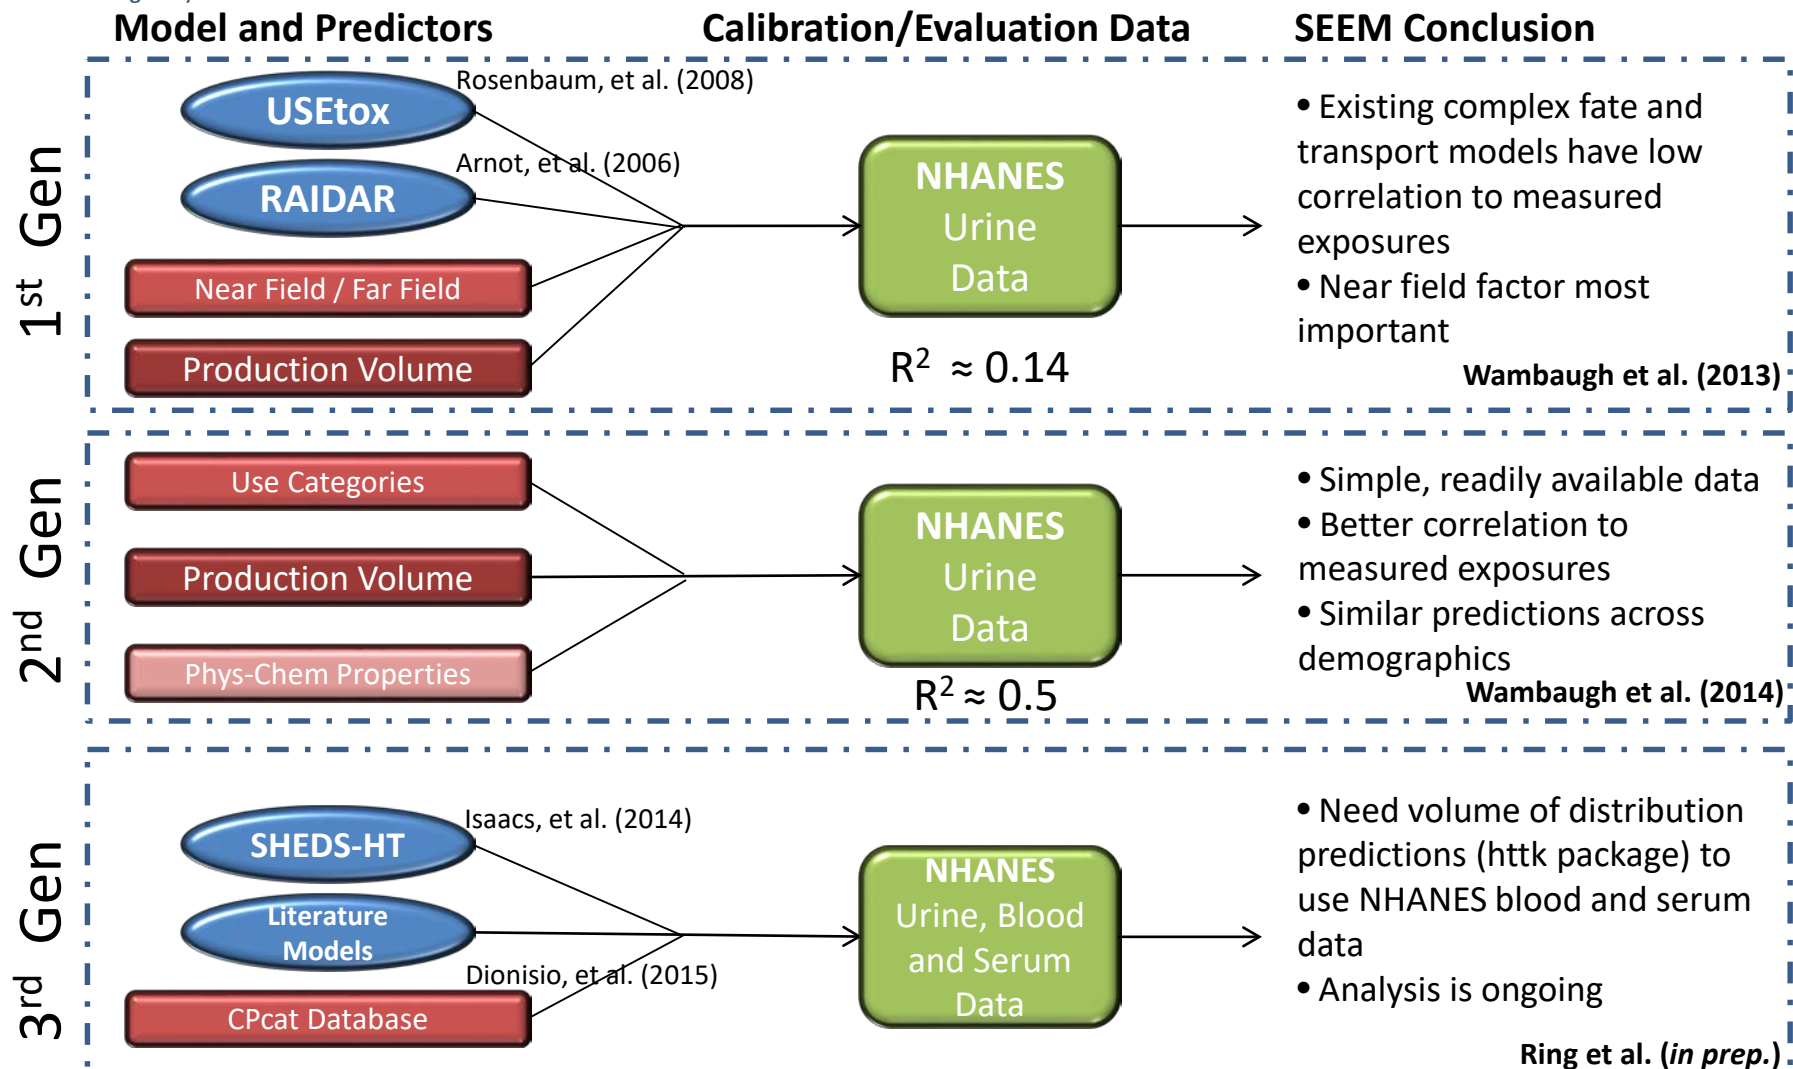 Model and Predictors
Calibration/Evaluation Data
SEEM Conclusion
1st Gen
USEtox
Rosenbaum, et al. (2008)
RAIDAR
Arnot, et al. (2006)
Near Field / Far Field
Production Volume
NHANES
Urine
Data
R² ≈ 0.14
• Existing complex fate and
transport models have low
correlation to measured
exposures
• Near field factor most
important
Wambaugh et al. (2013)
2nd Gen
Use Categories
Production Volume
Phys-Chem Properties
NHANES
Urine
Data
R² ≈ 0.5
• Simple, readily available data
• Better correlation to
measured exposures
• Similar predictions across
demographics
Wambaugh et al. (2014)
3rd Gen
SHEDS-HT
Isaacs, et al. (2014)
Literature
Models
Dionisio, et al. (2015)
CPcat Database
NHANES
Urine, Blood
and Serum
Data
• Need volume of distribution
predictions (httk package) to
use NHANES blood and serum
data
• Analysis is ongoing
Ring et al. (in prep.)